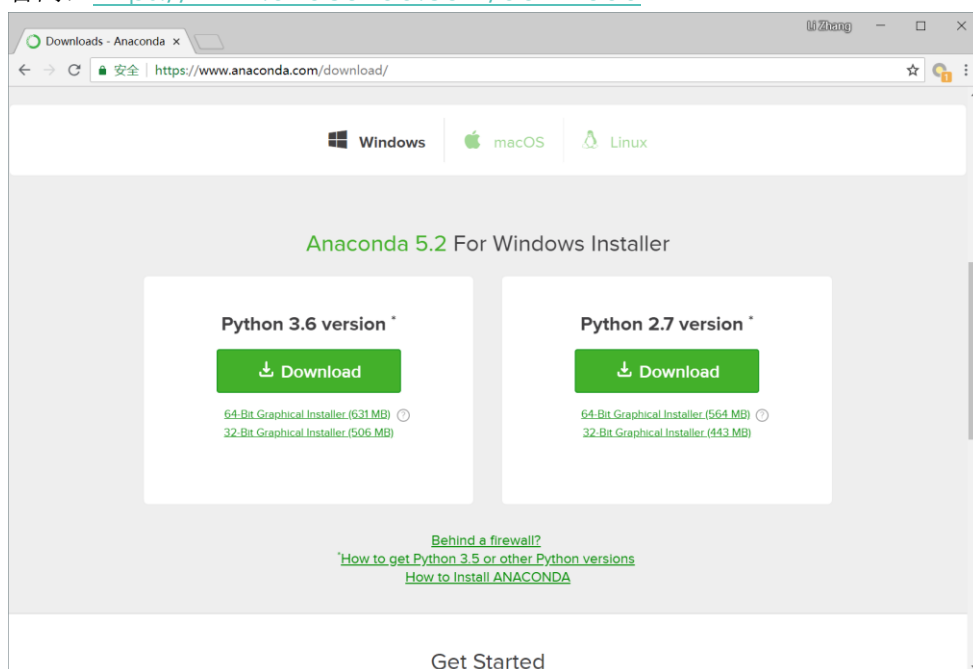 Li Zhang
Downloads - Anaconda
安全 https://www.anaconda.com/download/
Windows macOS Linux
Anaconda 5.2 For Windows Installer
Python 3.6 version * Python 2.7 version *
Download Download
64-Bit Graphical Installer (631 MB) ? 64-Bit Graphical Installer (564 MB) ?
32-Bit Graphical Installer (506 MB) 32-Bit Graphical Installer (443 MB)
Behind a firewall?
*How to get Python 3.5 or other Python versions
How to Install ANACONDA
Get Started